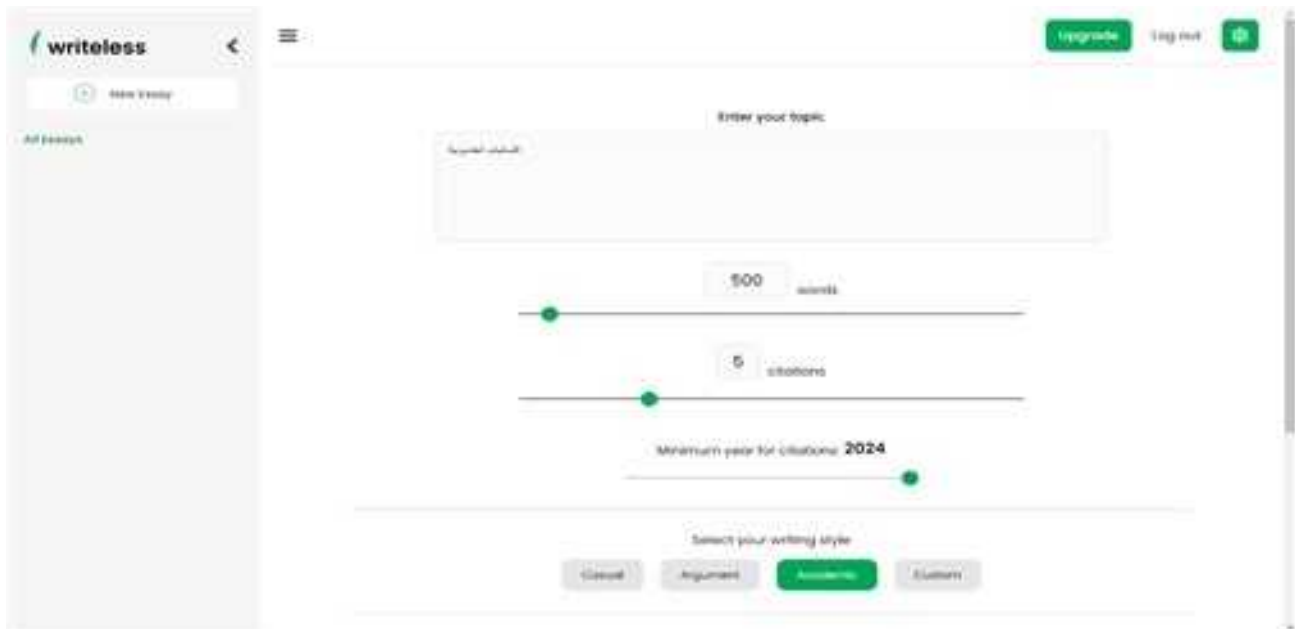 writeless
Upgrade
Log out
New Essay
All Essays
Enter your topic
500 words
5 citations
Minimum year for citations: 2024
Select your writing style
Casual
Argument
Academic
Custom